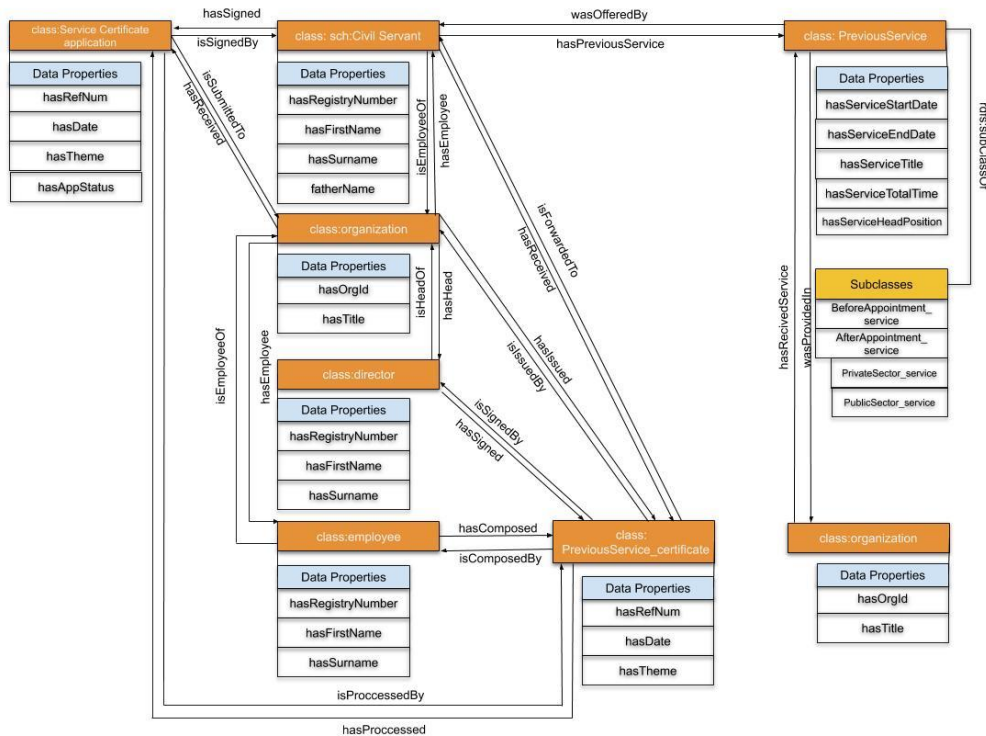 hasSigned
wasOfferedBy
class:Service Certificate
application
isSignedBy
class: sch:Civil Servant
hasPreviousService
class: PreviousService
Data Properties
hasRefNum
hasDate
hasTheme
hasAppStatus
isSubmittedTo
hasReceived
Data Properties
hasRegistryNumber
hasFirstName
hasSurname
fatherName
isEmployeeOf
hasEmployee
Data Properties
hasServiceStartDate
hasServiceEndDate
hasServiceTitle
hasServiceTotalTime
hasServiceHeadPosition
rdfs:subClassOf
isForwardedTo
hasReceived
class:organization
Data Properties
hasOrgId
hasTitle
isHeadOf
hasHead
hasIssued
isIssuedBy
Subclasses
BeforeAppointment_
service
AfterAppointment_
service
PrivateSector_service
PublicSector_service
hasRecivedService
wasProvidedIn
isEmployeeOf
hasEmployee
class:director
Data Properties
hasRegistryNumber
hasFirstName
hasSurname
isSignedBy
hasSigned
class:employee
hasComposed
isComposedBy
class:
PreviousService_certificate
class:organization
Data Properties
hasRegistryNumber
hasFirstName
hasSurname
Data Properties
hasRefNum
hasDate
hasTheme
Data Properties
hasOrgId
hasTitle
isProccessedBy
hasProccessed